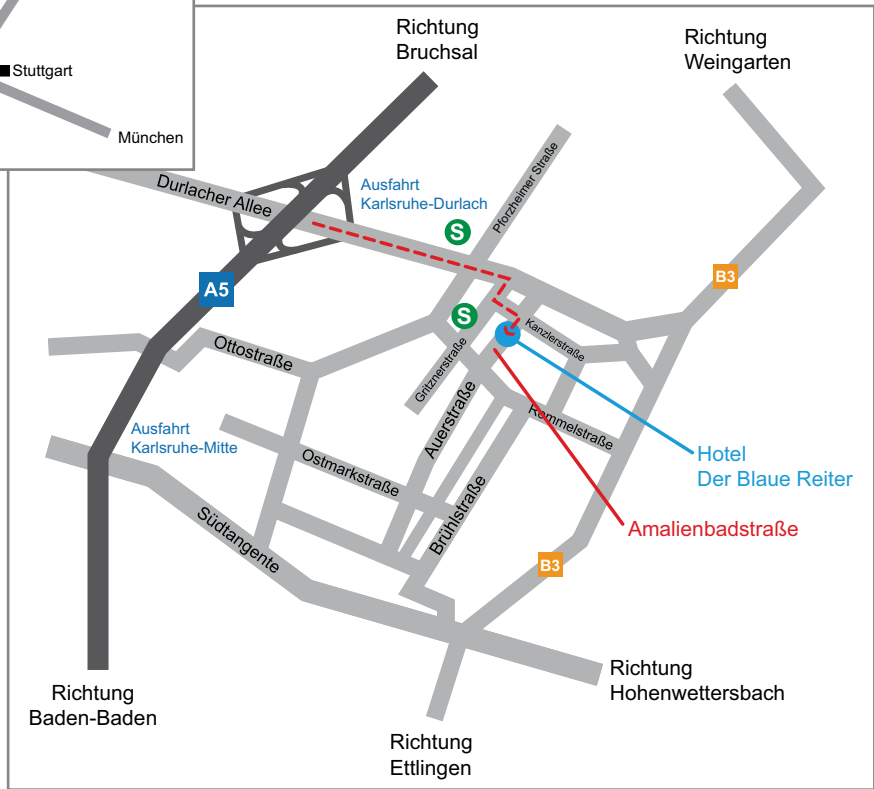 Stuttgart
München
Richtung
Bruchsal
Richtung
Weingarten
Durlacher Allee
Ausfahrt
Karlsruhe-Durlach
S
Pforzheimer Straße
A5
B3
S
Kanzlerstraße
Ottostraße
Gritznerstraße
Auerstraße
Rommelstraße
Ausfahrt
Karlsruhe-Mitte
Hotel
Der Blaue Reiter
Ostmarkstraße
Brühlstraße
Amalienbadstraße
Südtangente
B3
Richtung
Hohenwettersbach
Richtung
Baden-Baden
Richtung
Ettlingen